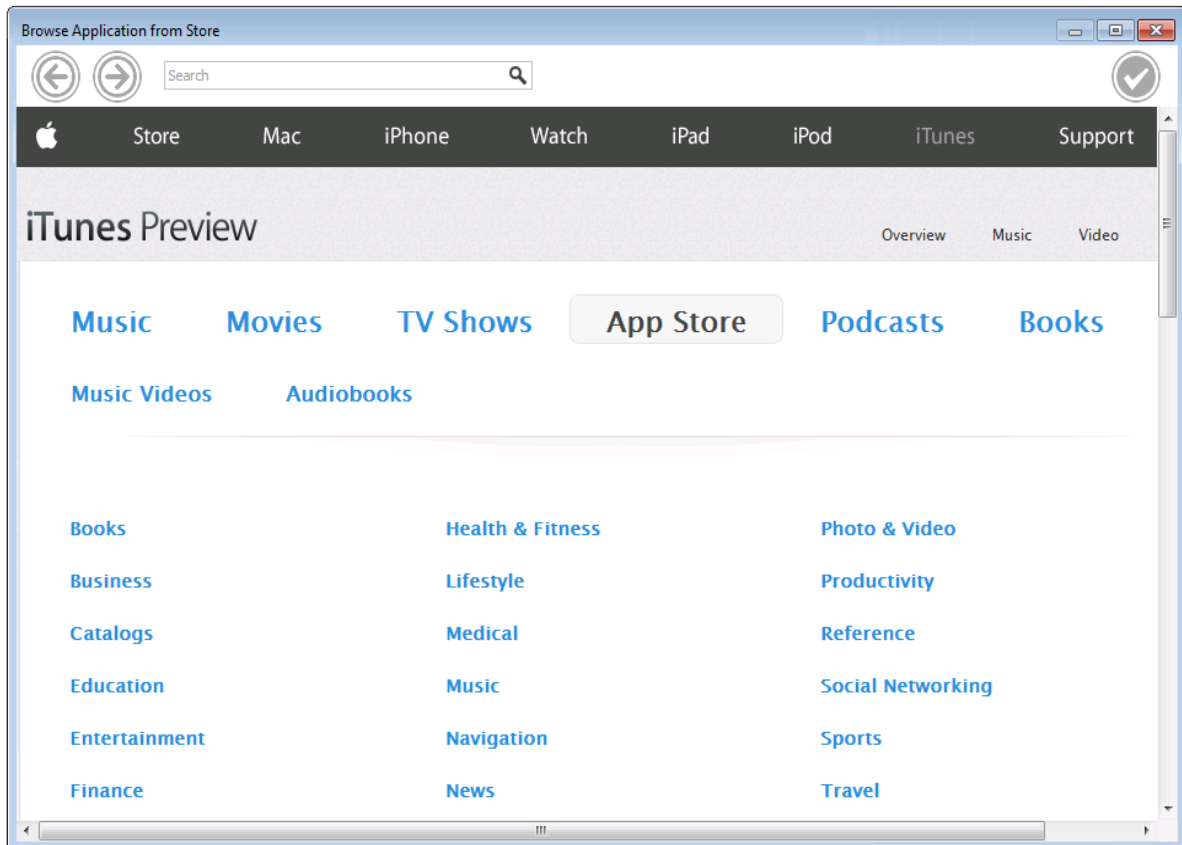 Browse Application from Store
Search
Store Mac iPhone Watch iPad iPod iTunes Support
iTunes Preview
Overview Music Video
Music Movies TV Shows App Store Podcasts Books
Music Videos Audiobooks
Books Health & Fitness Photo & Video
Business Lifestyle Productivity
Catalogs Medical Reference
Education Music Social Networking
Entertainment Navigation Sports
Finance News Travel